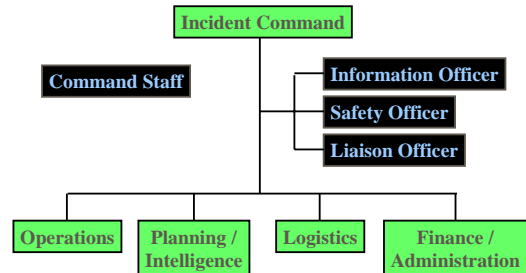 Incident Command
Command Staff
Information Officer
Safety Officer
Liaison Officer
Operations
Planning /
Intelligence
Logistics
Finance /
Administration